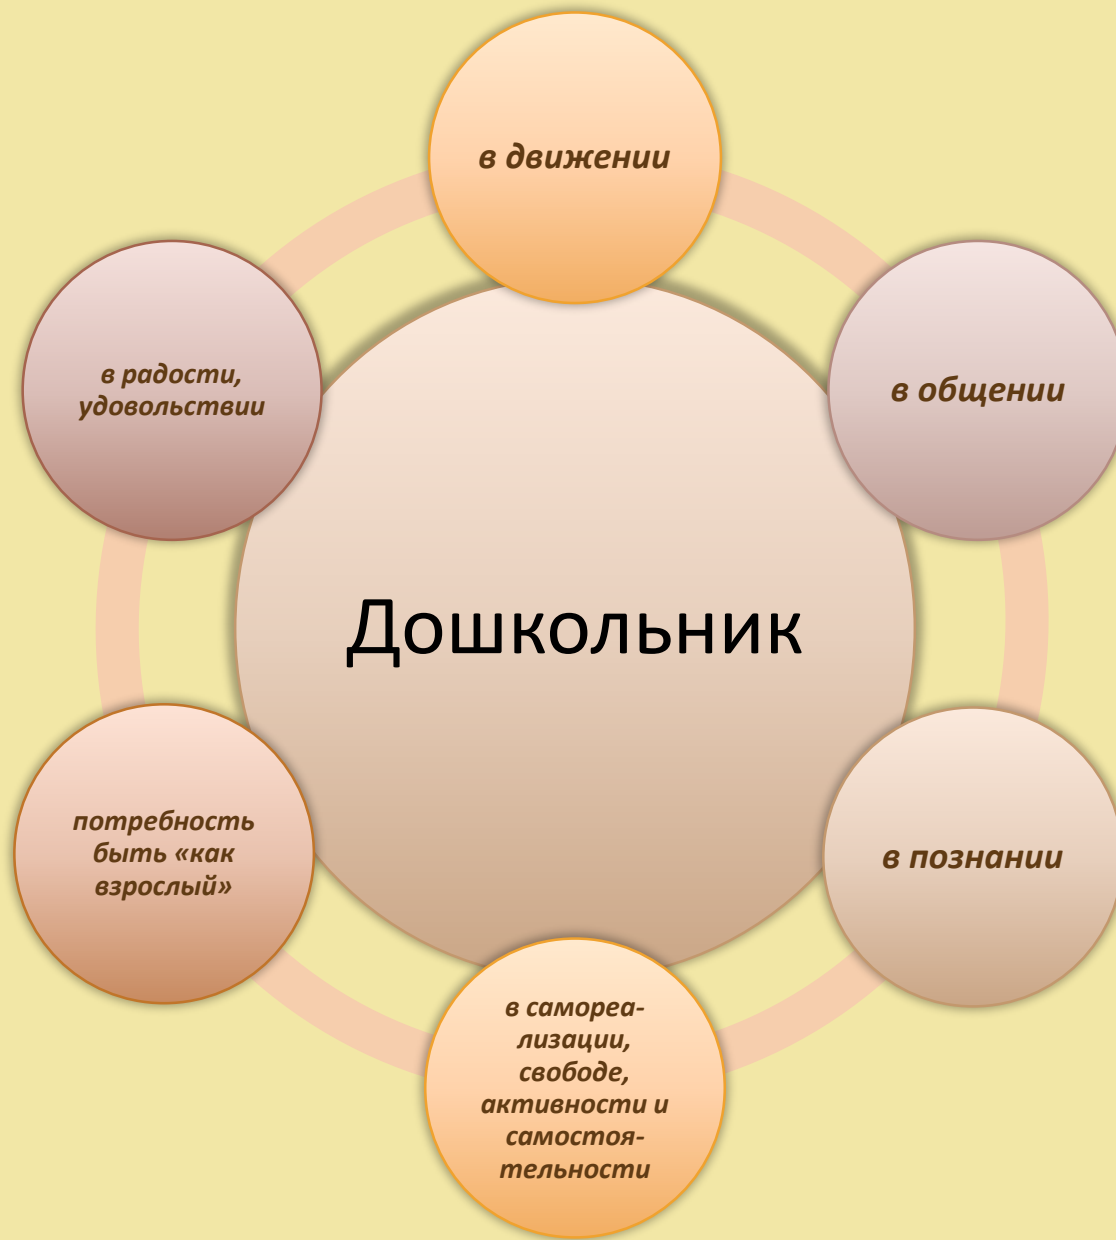 в движении
в радости,
удовольствии
в общении
Дошкольник
потребность
быть «как
взрослый»
в познании
в самореа-
лизации,
свободе,
активности и
самостоя-
тельности